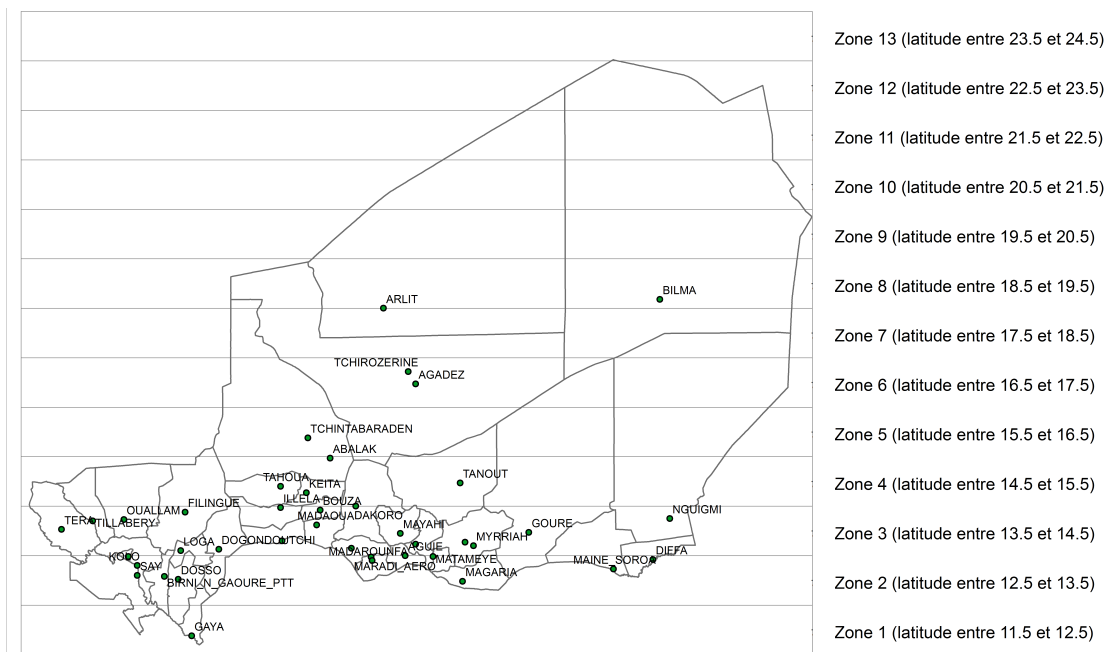 Zone 13 (latitude entre 23.5 et 24.5)
Zone 12 (latitude entre 22.5 et 23.5)
Zone 11 (latitude entre 21.5 et 22.5)
Zone 10 (latitude entre 20.5 et 21.5)
Zone 9 (latitude entre 19.5 et 20.5)
Zone 8 (latitude entre 18.5 et 19.5)
Zone 7 (latitude entre 17.5 et 18.5)
Zone 6 (latitude entre 16.5 et 17.5)
Zone 5 (latitude entre 15.5 et 16.5)
Zone 4 (latitude entre 14.5 et 15.5)
Zone 3 (latitude entre 13.5 et 14.5)
Zone 2 (latitude entre 12.5 et 13.5)
Zone 1 (latitude entre 11.5 et 12.5)
BILMA
ARLIT
TCHIROZERINE
AGADEZ
TCHINTABARADEN
ABALAK
TAHOUA
KEITA
TANOUT
ILLELA
BOUZA
FILINGUE
OUALLAM
TERA
TILLABERY
MADAOUA
DAKORO
NGUIGMI
MAYAHI
GOURE
LOGA
DOGONDOUTCHI
MYRRIAH
AGUIE
MADAROUNFA
DIFFA
KOLO
SAY
MARADI_AERO
MATAMEYE
MAINE_SOROA
DOSSO
MAGARIA
BIRNI_N_GAOURE_PTT
GAYA